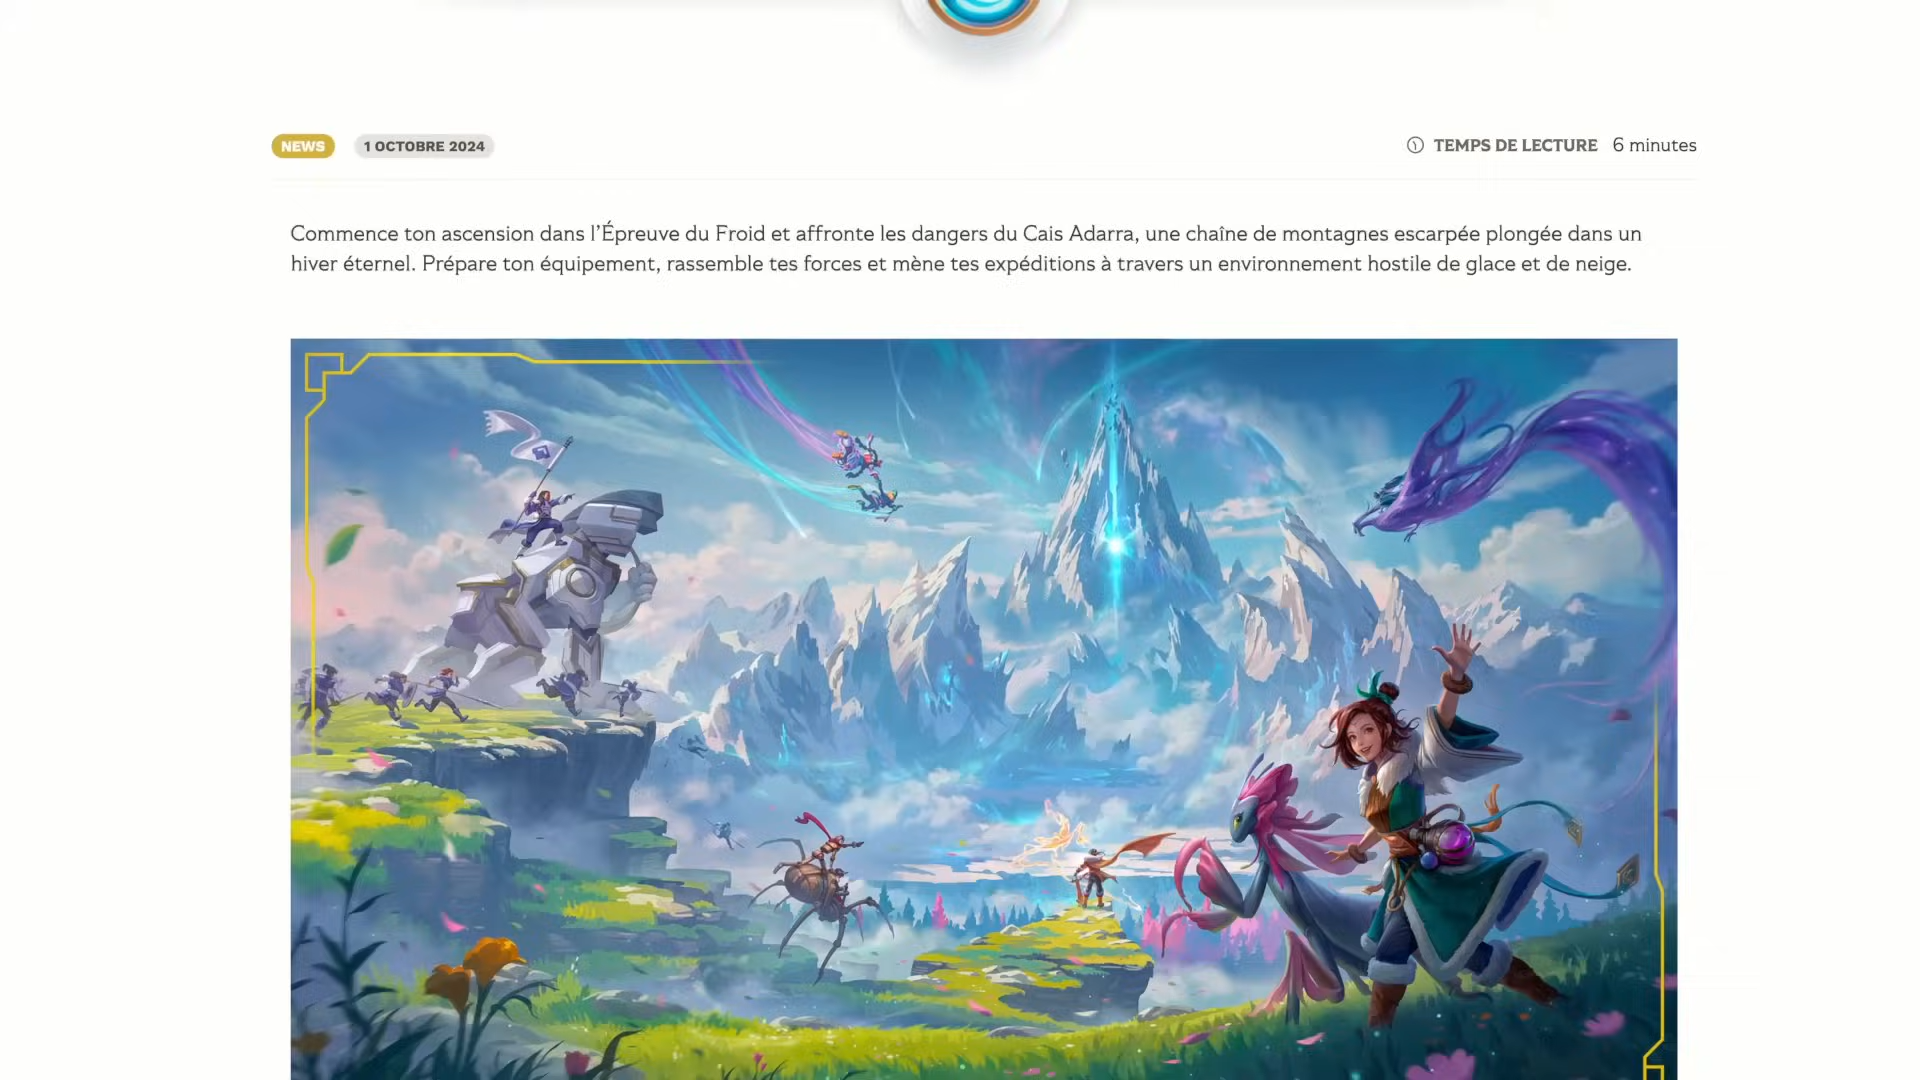 NEWS
1 OCTOBRE 2024
TEMPS DE LECTURE 6 minutes
Commence ton ascension dans l’Épreuve du Froid et affronte les dangers du Cais Adarra, une chaîne de montagnes escarpée plongée dans un
hiver éternel. Prépare ton équipement, rassemble tes forces et mène tes expéditions à travers un environnement hostile de glace et de neige.